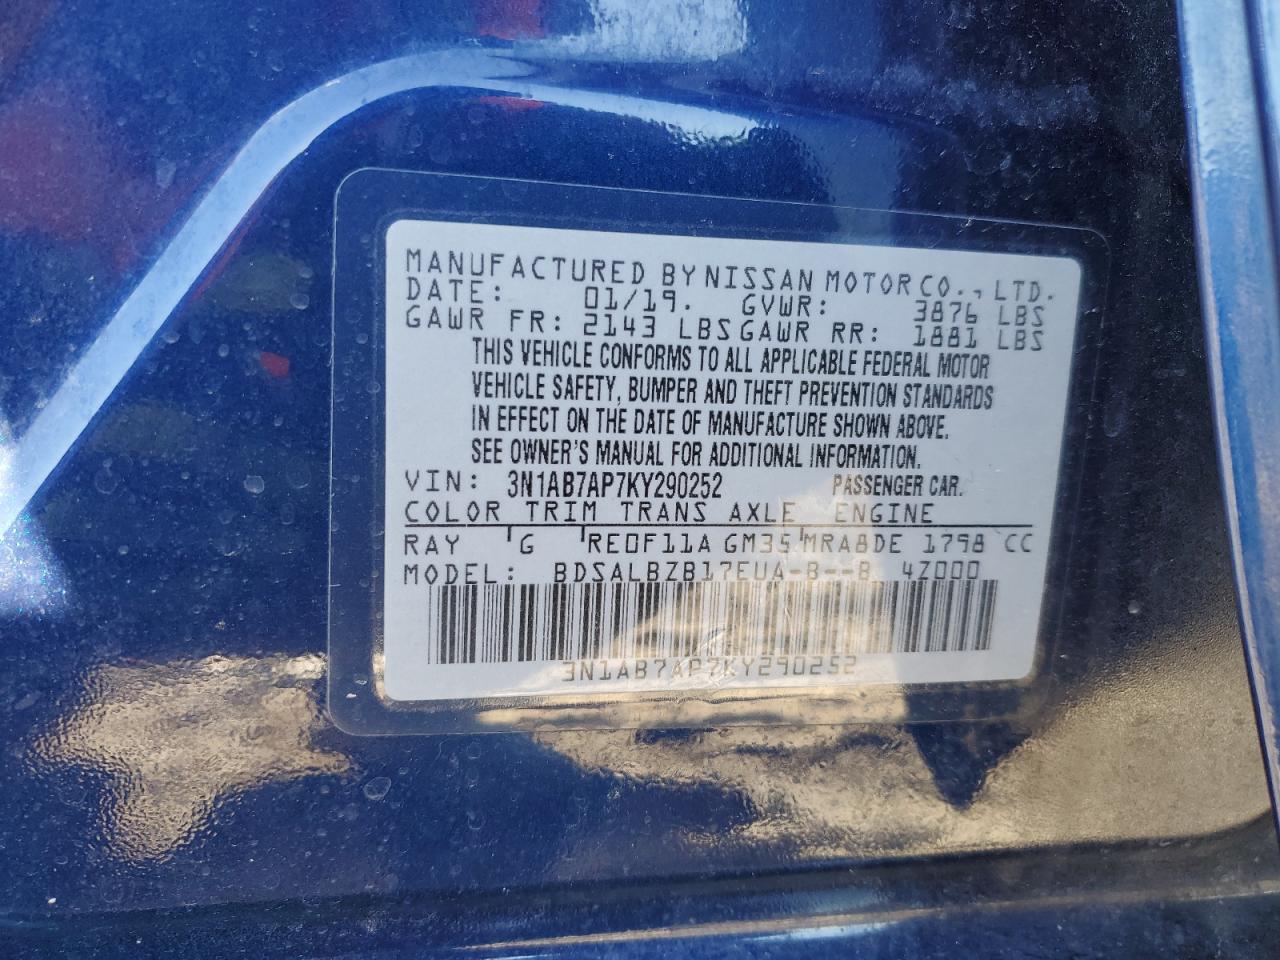 MANUFACTURED BY NISSAN MOTOR CO., LTD.
DATE: 01/19. GVWR: 3876 LBS
GAWR FR: 2143 LBS GAWR RR: 1881 LBS
THIS VEHICLE CONFORMS TO ALL APPLICABLE FEDERAL MOTOR
VEHICLE SAFETY, BUMPER AND THEFT PREVENTION STANDARDS
IN EFFECT ON THE DATE OF MANUFACTURE SHOWN ABOVE.
SEE OWNER'S MANUAL FOR ADDITIONAL INFORMATION.
VIN: 3N1AB7AP7KY290252 PASSENGER CAR.
COLOR TRIM TRANS AXLE ENGINE
RAY G RE0F11A GM35 MRA8DE 1798 CC
MODEL: BDSALBZB17EUA-B--B 4Z000
3N1AB7AP7KY290252